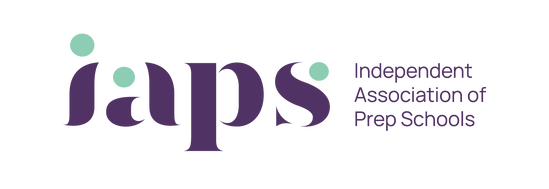 iaps
Independent
Association of
Prep Schools